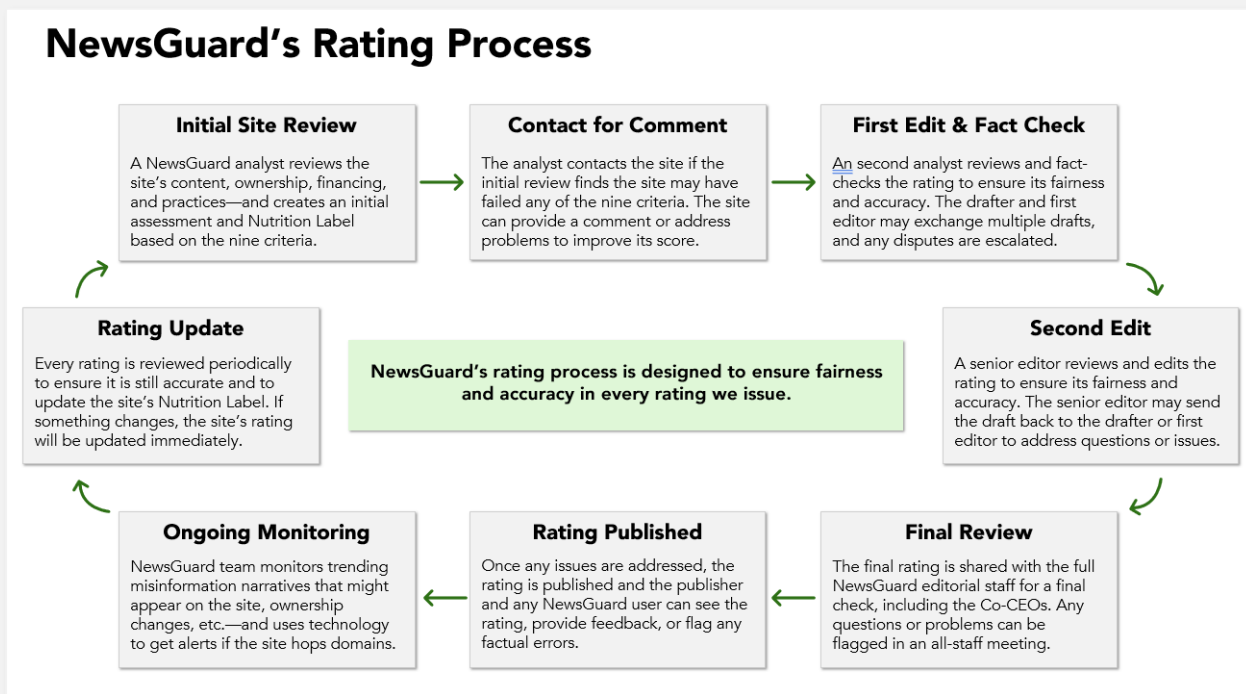 NewsGuard’s Rating Process
Initial Site Review
A NewsGuard analyst reviews the
site’s content, ownership, financing,
and practices—and creates an initial
assessment and Nutrition Label
based on the nine criteria.
Contact for Comment
The analyst contacts the site if the
initial review finds the site may have
failed any of the nine criteria. The site
can provide a comment or address
problems to improve its score.
First Edit & Fact Check
An second analyst reviews and fact-
checks the rating to ensure its fairness
and accuracy. The drafter and first
editor may exchange multiple drafts,
and any disputes are escalated.
Second Edit
A senior editor reviews and edits the
rating to ensure its fairness and
accuracy. The senior editor may send
the draft back to the drafter or first
editor to address questions or issues.
Final Review
The final rating is shared with the full
NewsGuard editorial staff for a final
check, including the Co-CEOs. Any
questions or problems can be
flagged in an all-staff meeting.
Rating Published
Once any issues are addressed, the
rating is published and the publisher
and any NewsGuard user can see the
rating, provide feedback, or flag any
factual errors.
Ongoing Monitoring
NewsGuard team monitors trending
misinformation narratives that might
appear on the site, ownership
changes, etc.—and uses technology
to get alerts if the site hops domains.
Rating Update
Every rating is reviewed periodically
to ensure it is still accurate and to
update the site’s Nutrition Label. If
something changes, the site’s rating
will be updated immediately.
NewsGuard’s rating process is designed to ensure fairness
and accuracy in every rating we issue.